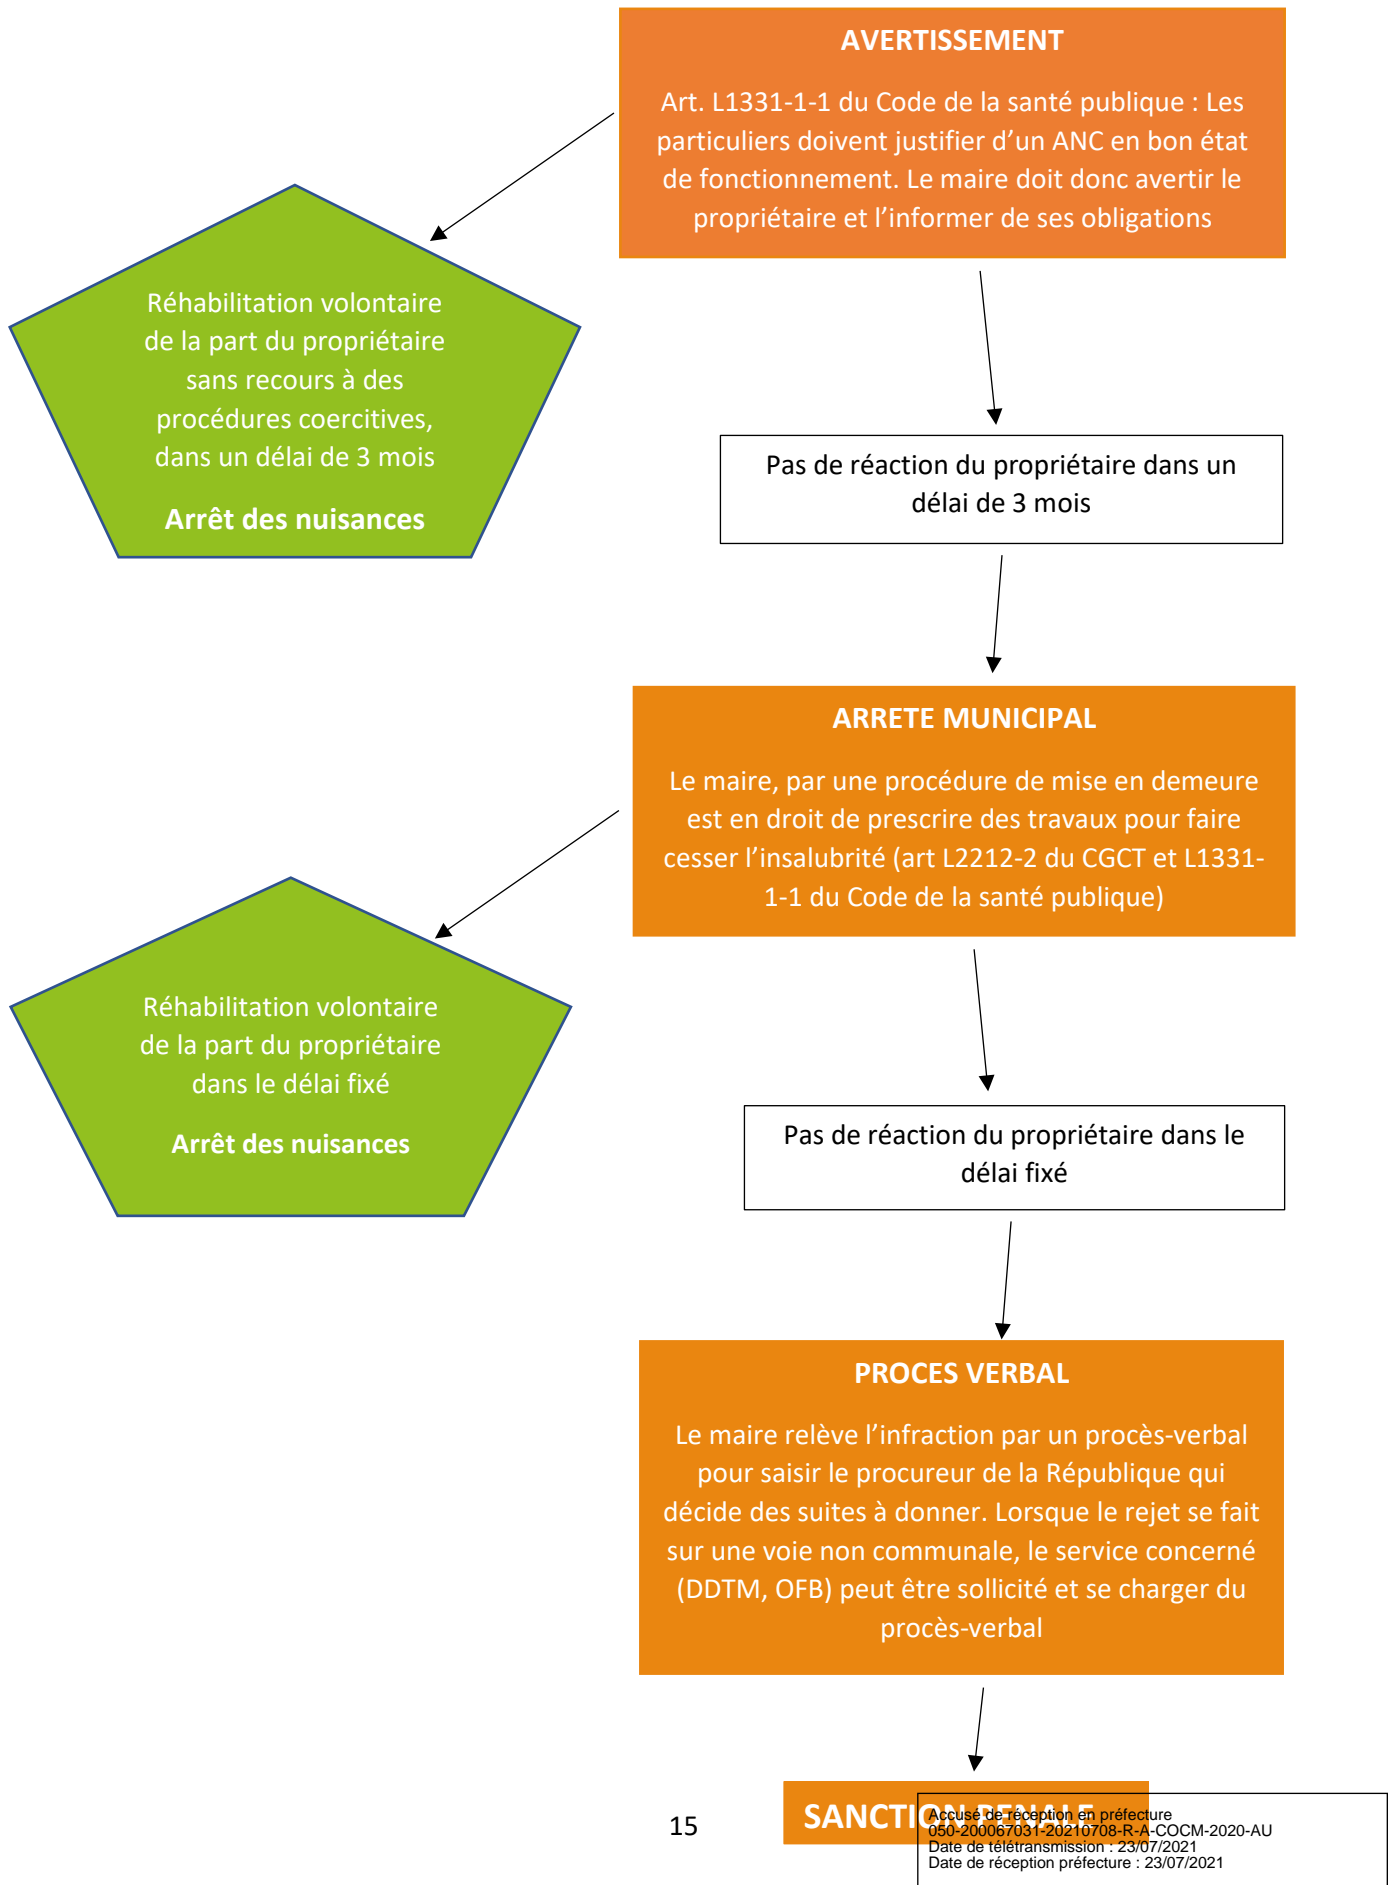 AVERTISSEMENT
Art. L1331-1-1 du Code de la santé publique : Les
particuliers doivent justifier d’un ANC en bon état
de fonctionnement. Le maire doit donc avertir le
propriétaire et l’informer de ses obligations
Réhabilitation volontaire
de la part du propriétaire
sans recours à des
procédures coercitives,
dans un délai de 3 mois
Arrêt des nuisances
Pas de réaction du propriétaire dans un
délai de 3 mois
ARRETE MUNICIPAL
Le maire, par une procédure de mise en demeure
est en droit de prescrire des travaux pour faire
cesser l’insalubrité (art L2212-2 du CGCT et L1331-
1-1 du Code de la santé publique)
Réhabilitation volontaire
de la part du propriétaire
dans le délai fixé
Arrêt des nuisances
Pas de réaction du propriétaire dans le
délai fixé
PROCES VERBAL
Le maire relève l’infraction par un procès-verbal
pour saisir le procureur de la République qui
décide des suites à donner. Lorsque le rejet se fait
sur une voie non communale, le service concerné
(DDTM, OFB) peut être sollicité et se charger du
procès-verbal
SANCTION PENALE
15
Accusé de réception en préfecture
050-200067031-20210708-R-A-COCM-2020-AU
Date de télétransmission : 23/07/2021
Date de réception préfecture : 23/07/2021